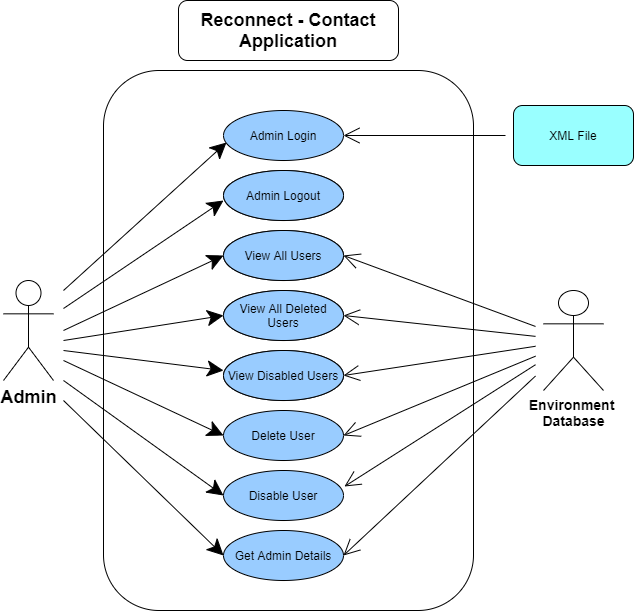 Reconnect - Contact
Application
Admin Login
XML File
Admin Logout
View All Users
View All Deleted
Users
View Disabled Users
Admin
Environment
Database
Delete User
Disable User
Get Admin Details